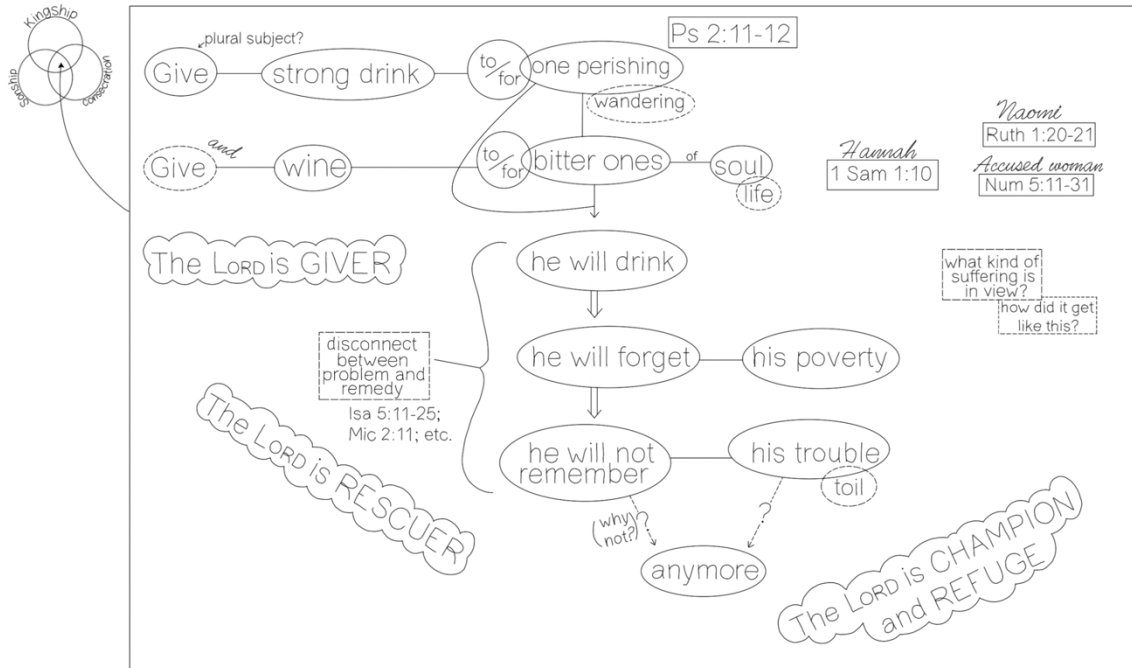 Kingship
Sonship
Consecration
plural subject?
Ps 2:11-12
Give
strong drink
to/for
one perishing
wandering
Give
and
wine
to/for
bitter ones
of
soul
life
Hannah
1 Sam 1:10
Naomi
Ruth 1:20-21
Accused woman
Num 5:11-31
The LORD is GIVER
he will drink
what kind of
suffering is
in view?
how did it get
like this?
disconnect
between
problem and
remedy
Isa 5:11-25;
Mic 2:11; etc.
he will forget
his poverty
The LORD is RESCUER
he will not
remember
his trouble
toil
(why
not?)
?
?
anymore
The LORD is CHAMPION
and REFUGE